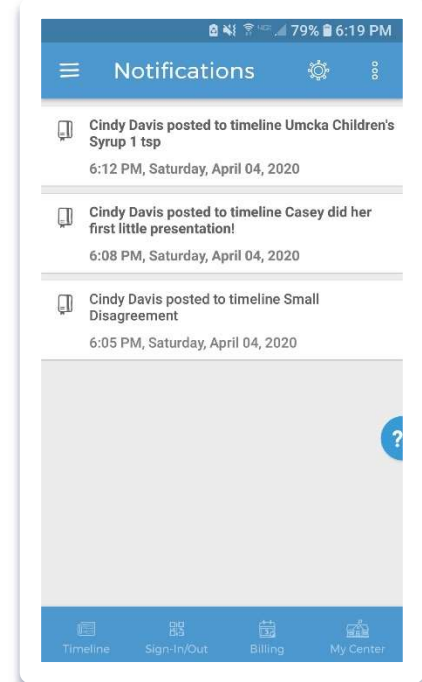 79% 6:19 PM
Notifications
Cindy Davis posted to timeline Umcka Children's
Syrup 1 tsp
6:12 PM, Saturday, April 04, 2020
Cindy Davis posted to timeline Casey did her
first little presentation!
6:08 PM, Saturday, April 04, 2020
Cindy Davis posted to timeline Small
Disagreement
6:05 PM, Saturday, April 04, 2020
?
Timeline Sign-In/Out Billing My Center